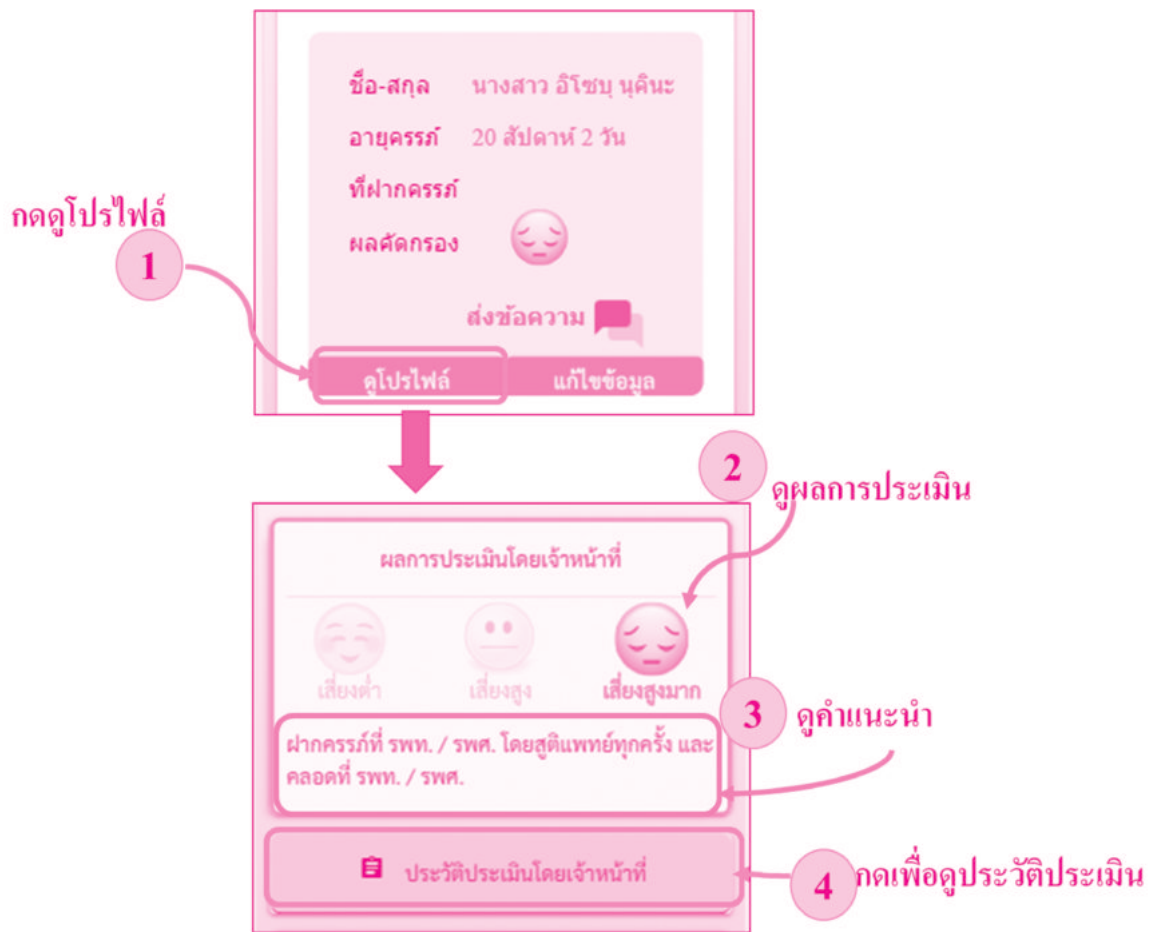 ชื่อ-สกุล นางสาว อิโซบุ นุคินะ
อายุครรภ์ 20 สัปดาห์ 2 วัน
ที่ฝากครรภ์
กดดูโปรไฟล์
1
ผลคัดกรอง
ส่งข้อความ
ดูโปรไฟล์ แก้ไขข้อมูล
2
ดูผลการประเมิน
ผลการประเมินโดยเจ้าหน้าที่
เสี่ยงต่ำ เสี่ยงสูง เสี่ยงสูงมาก
3 ดูคำแนะนำ
ฝากครรภ์ที่ รพท. / รพศ. โดยสูติแพทย์ทุกครั้ง และ
คลอดที่ รพท. / รพศ.
ประวัติประเมินโดยเจ้าหน้าที่
4 กดเพื่อดูประวัติประเมิน